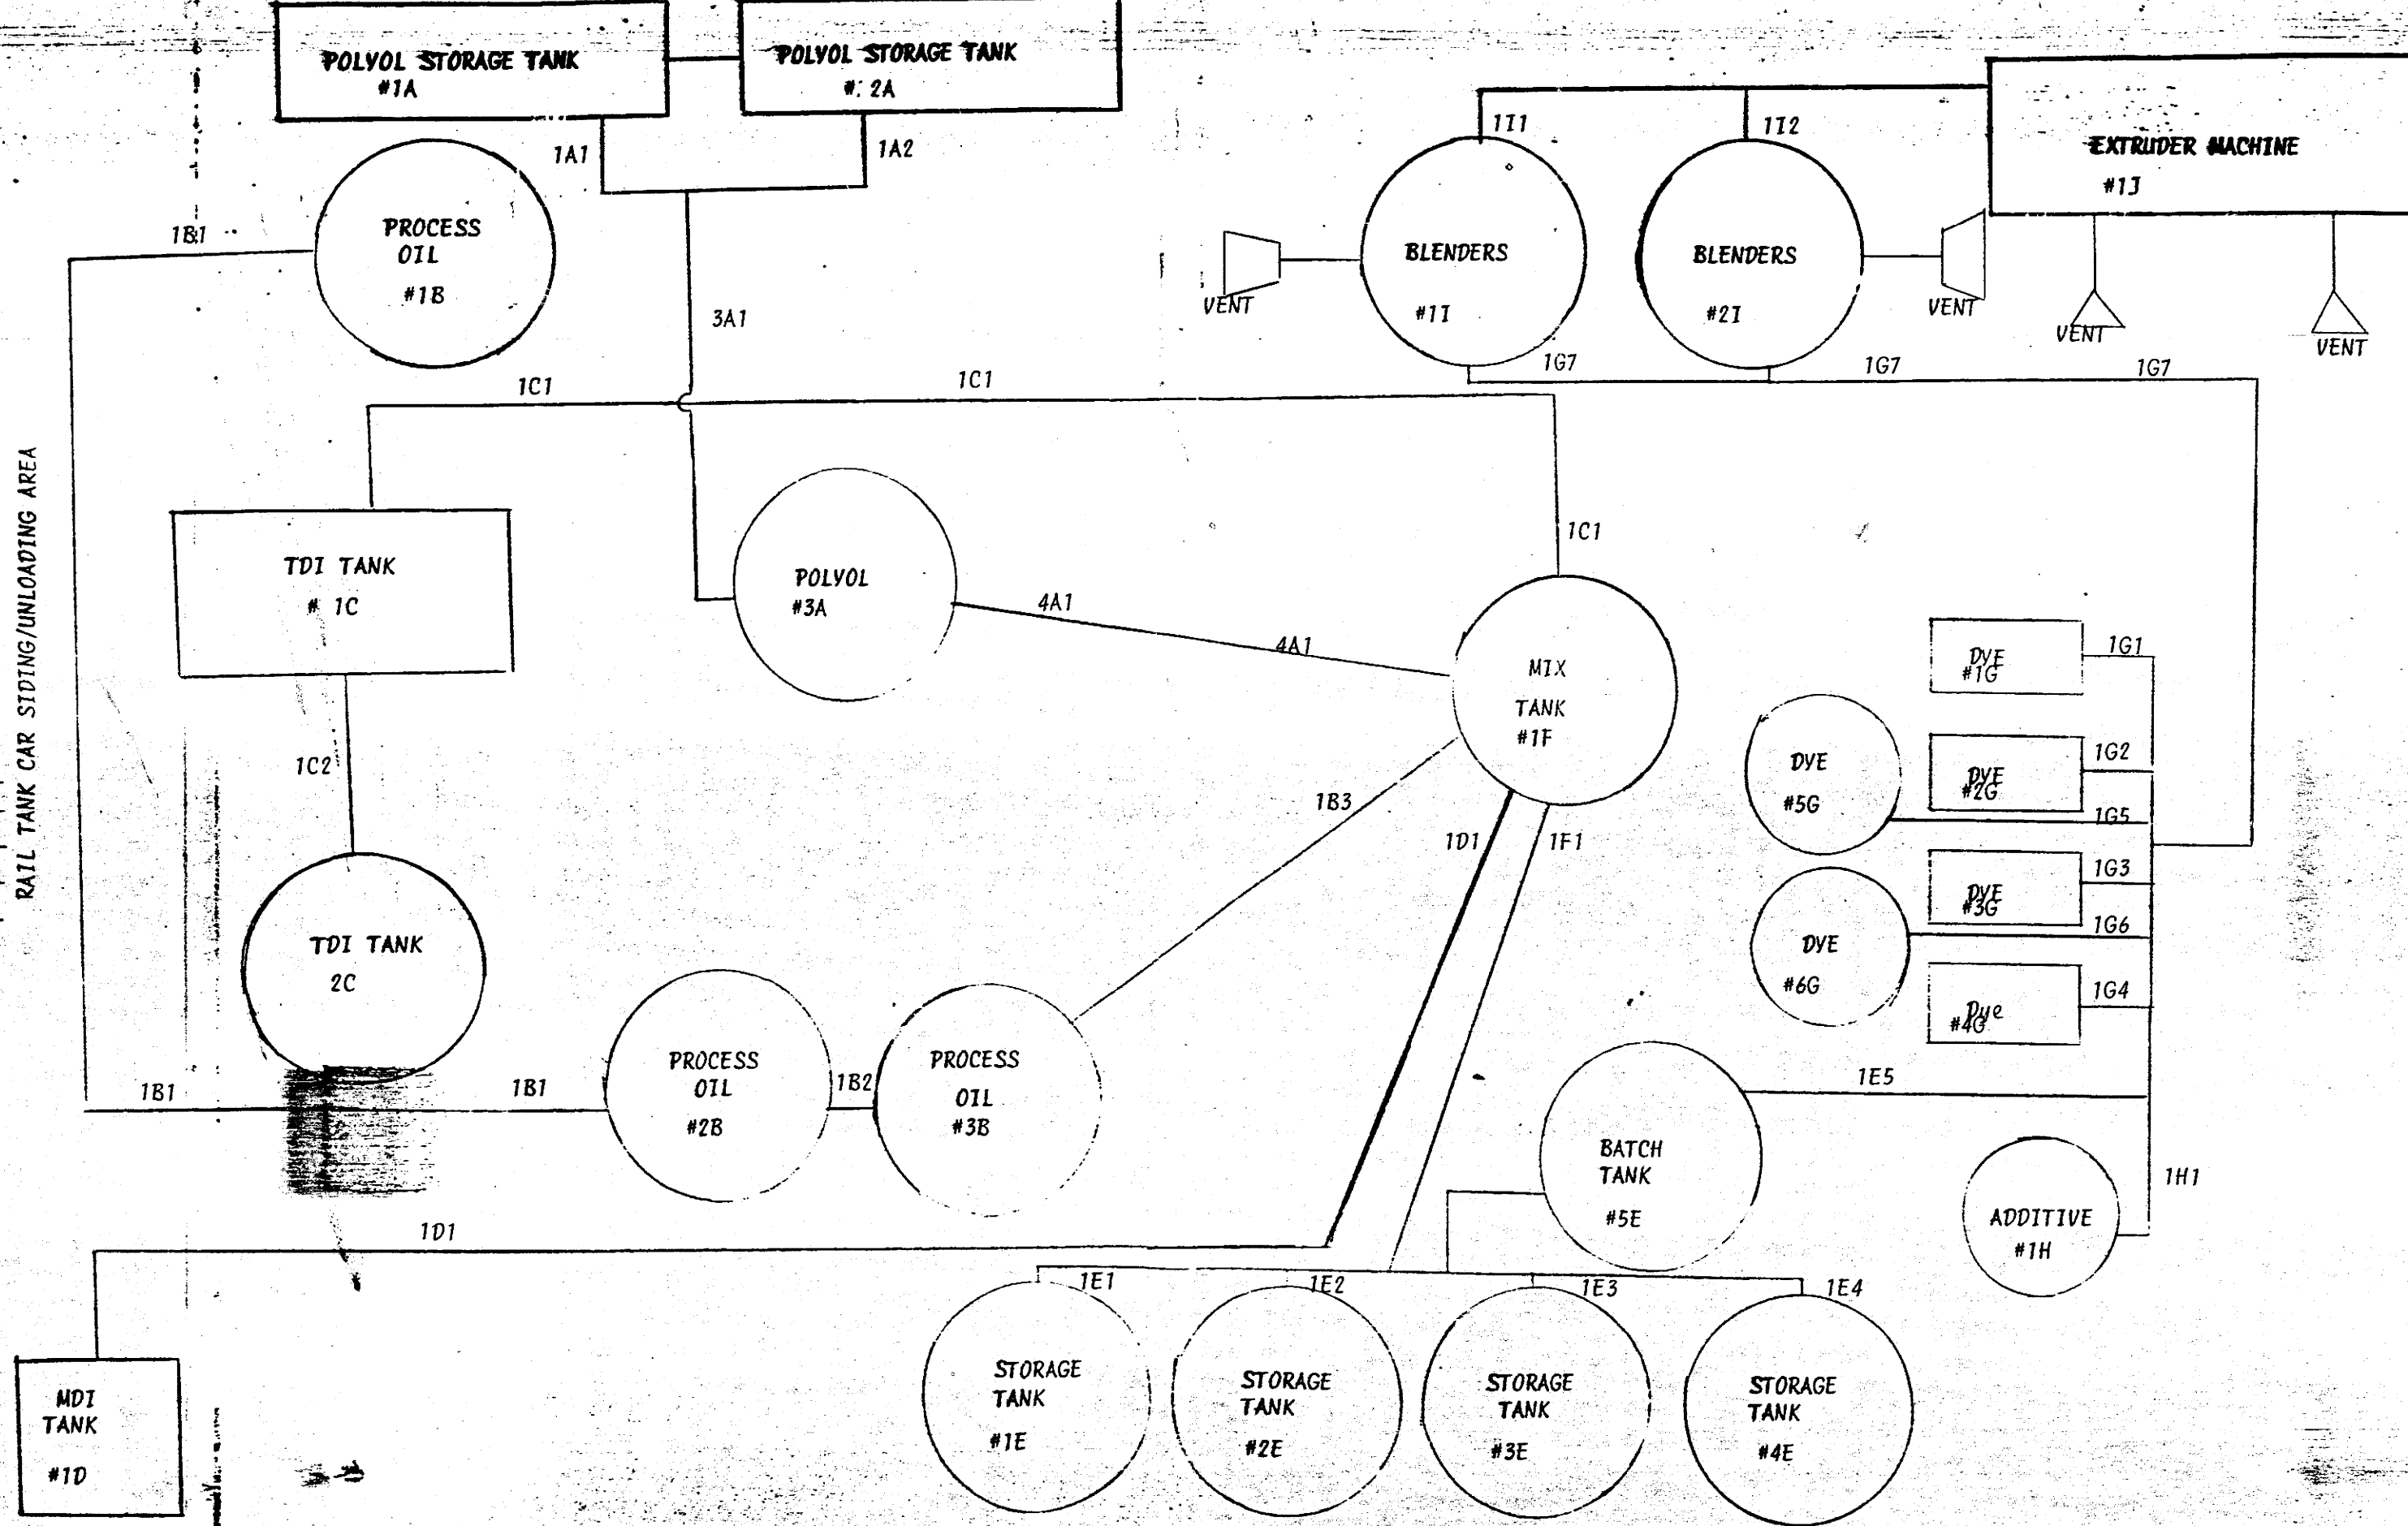 POLYOL STORAGE TANK
#1A
POLYOL STORAGE TANK
#: 2A
1A1
1A2
1I1
1I2
EXTRUDER MACHINE
#1J
PROCESS
OIL
#1B
1B1
3A1
BLENDERS
#1I
BLENDERS
#2I
VENT
VENT
VENT
VENT
1G7
1G7
1G7
1C1
1C1
1C1
RAIL TANK CAR SIDING/UNLOADING AREA
TDI TANK
# 1C
POLYOL
#3A
4A1
4A1
MIX
TANK
#1F
1C2
1B3
1D1
1F1
DYE
#1G
1G1
DYE
#2G
1G2
DYE
#5G
1G5
DYE
#3G
1G3
DYE
#6G
1G6
Dye
#4G
1G4
TDI TANK
2C
1B1
1B1
PROCESS
OIL
#2B
1B2
PROCESS
OIL
#3B
1E5
BATCH
TANK
#5E
1H1
ADDITIVE
#1H
1D1
1E1
1E2
1E3
1E4
MDI
TANK
#1D
STORAGE
TANK
#1E
STORAGE
TANK
#2E
STORAGE
TANK
#3E
STORAGE
TANK
#4E